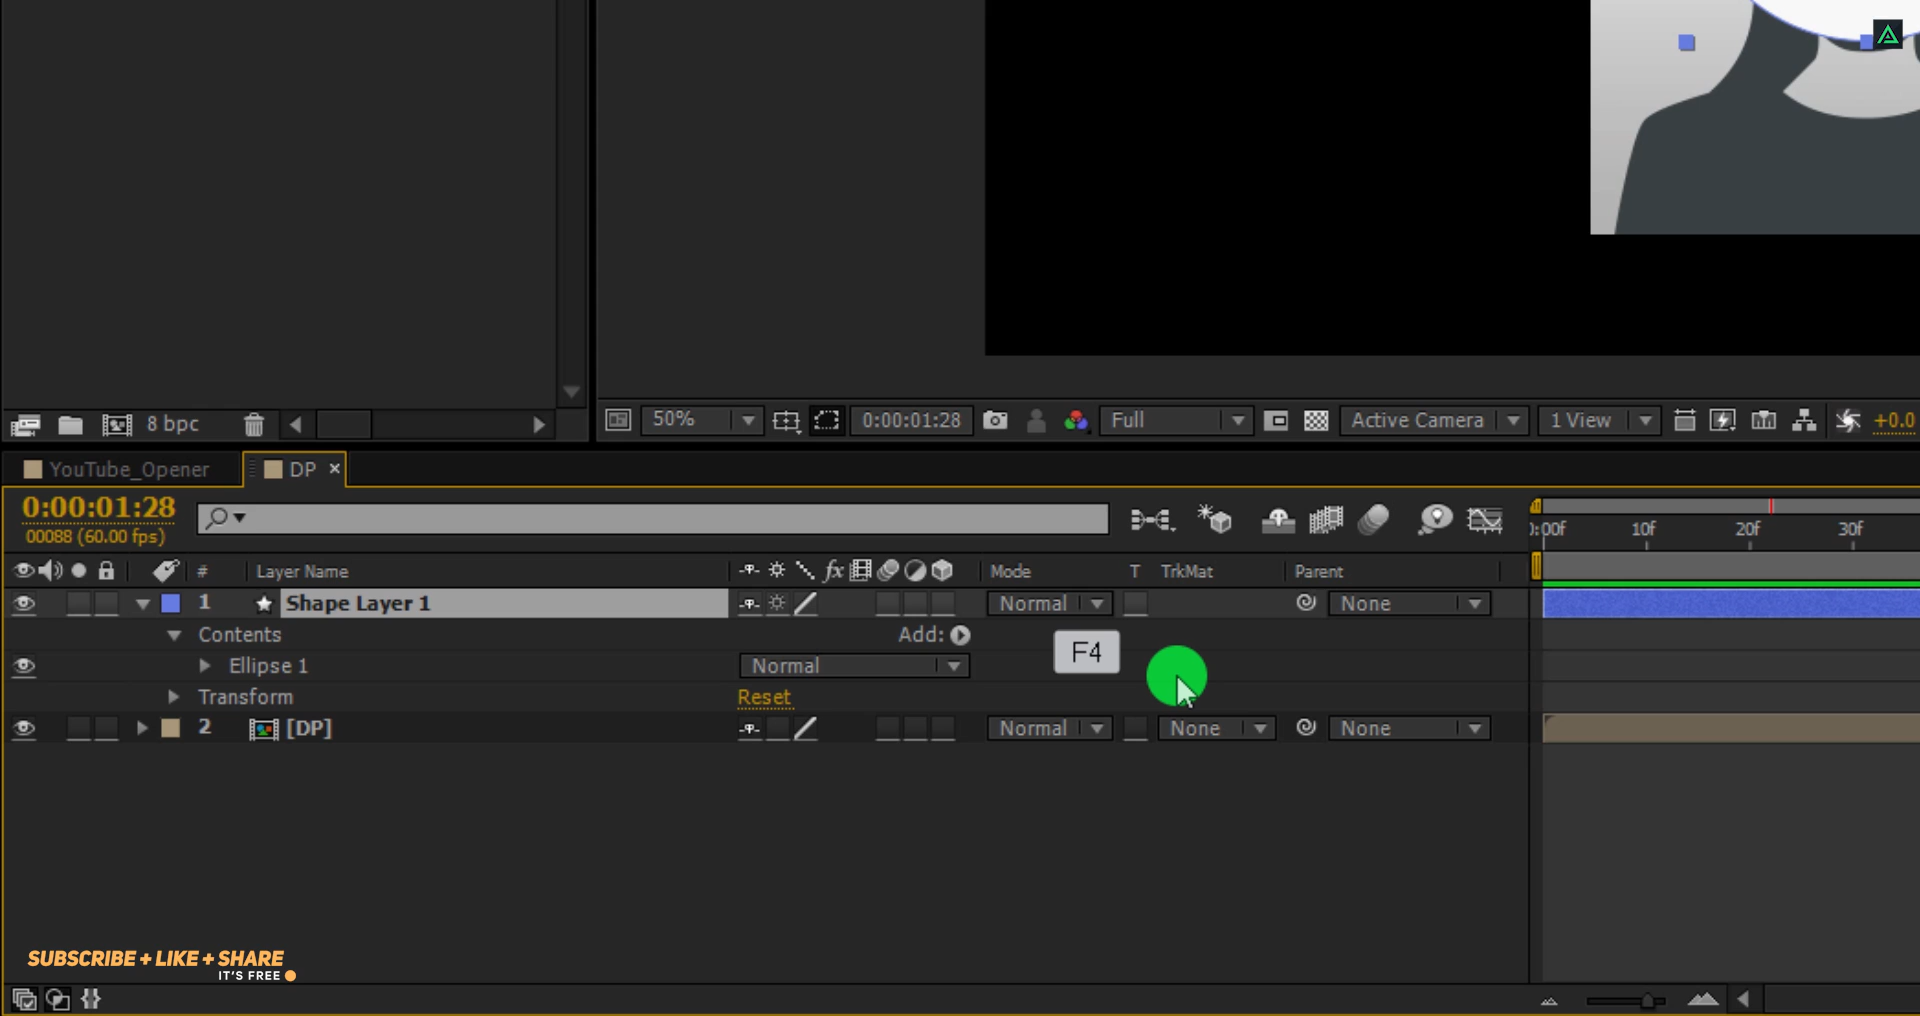 8 bpc
50%
0:00:01:28
Full
Active Camera
1 View
+0.0
YouTube_Opener
DP ×
0:00:01:28
00088 (60.00 fps)
):00f
10f
20f
30f
#
Layer Name
fx
Mode
T
TrkMat
Parent
1
Shape Layer 1
Normal
None
Contents
Add:
F4
Ellipse 1
Normal
Transform
Reset
2
[DP]
Normal
None
None
SUBSCRIBE + LIKE + SHARE
IT'S FREE